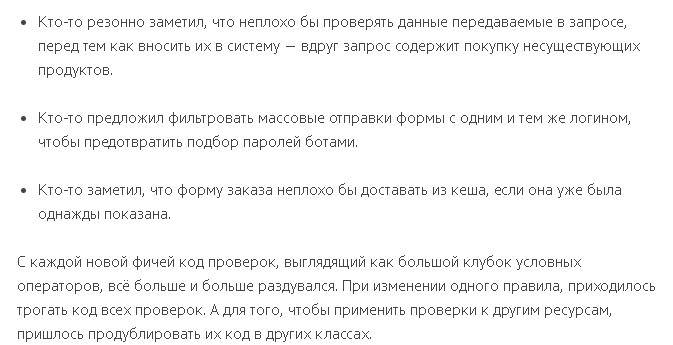 • Кто-то резонно заметил, что неплохо бы проверять данные передаваемые в запросе,
перед тем как вносить их в систему — вдруг запрос содержит покупку несуществующих
продуктов.
• Кто-то предложил фильтровать массовые отправки формы с одним и тем же логином,
чтобы предотвратить подбор паролей ботами.
• Кто-то заметил, что форму заказа неплохо бы доставать из кеша, если она уже была
однажды показана.
С каждой новой фичей код проверок, выглядящий как большой клубок условных
операторов, всё больше и больше раздувался. При изменении одного правила, приходилось
трогать код всех проверок. А для того, чтобы применить проверки к другим ресурсам,
пришлось продублировать их код в других классах.